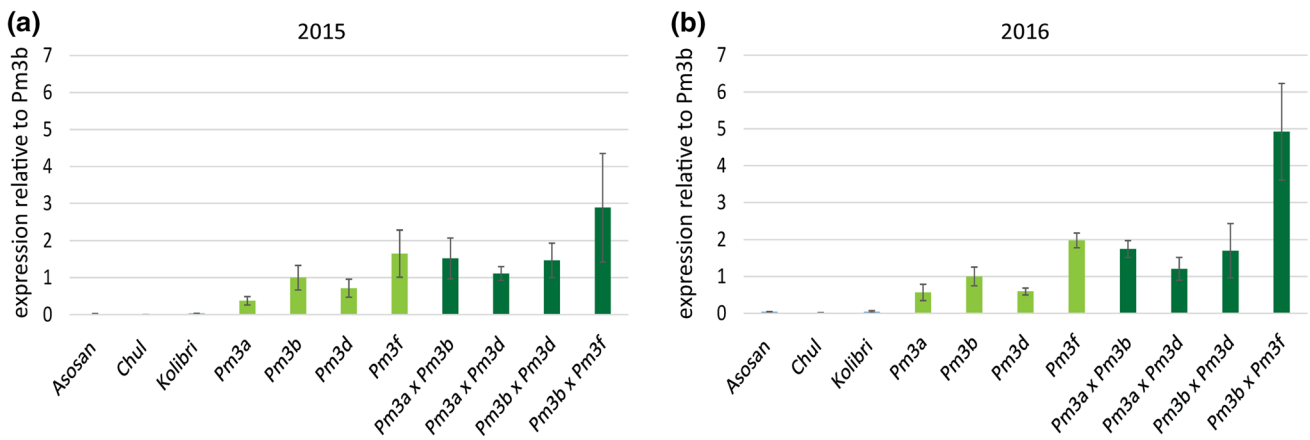 (a)
2015
expression relative to Pm3b
7
6
5
4
3
2
1
0
Asosan
Chul
Kolibri
Pm3a
Pm3b
Pm3d
Pm3f
Pm3a x Pm3b
Pm3a x Pm3d
Pm3b x Pm3d
Pm3b x Pm3f
(b)
2016
expression relative to Pm3b
7
6
5
4
3
2
1
0
Asosan
Chul
Kolibri
Pm3a
Pm3b
Pm3d
Pm3f
Pm3a x Pm3b
Pm3a x Pm3d
Pm3b x Pm3d
Pm3b x Pm3f